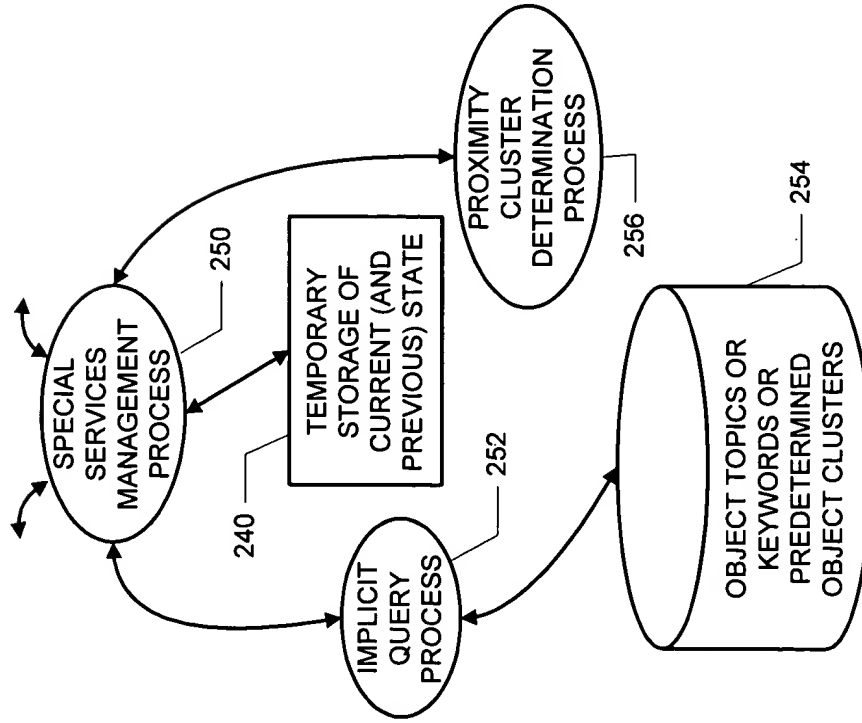 SPECIAL
SERVICES
MANAGEMENT
PROCESS
250
TEMPORARY
STORAGE OF
CURRENT (AND
PREVIOUS) STATE
240
IMPLICIT
QUERY
PROCESS
252
PROXIMITY
CLUSTER
DETERMINATION
PROCESS
256
OBJECT TOPICS OR
KEYWORDS OR
PREDETERMINED
OBJECT CLUSTERS
254